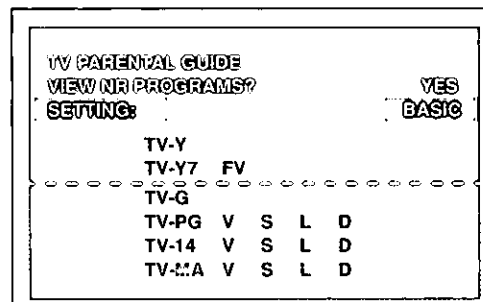 TV PARENTAL GUIDE
VIEW NR PROGRAMS? YES
SETTING: BASIC
TV-Y
TV-Y7 FV
TV-G
TV-PG V S L D
TV-14 V S L D
TV-MA V S L D